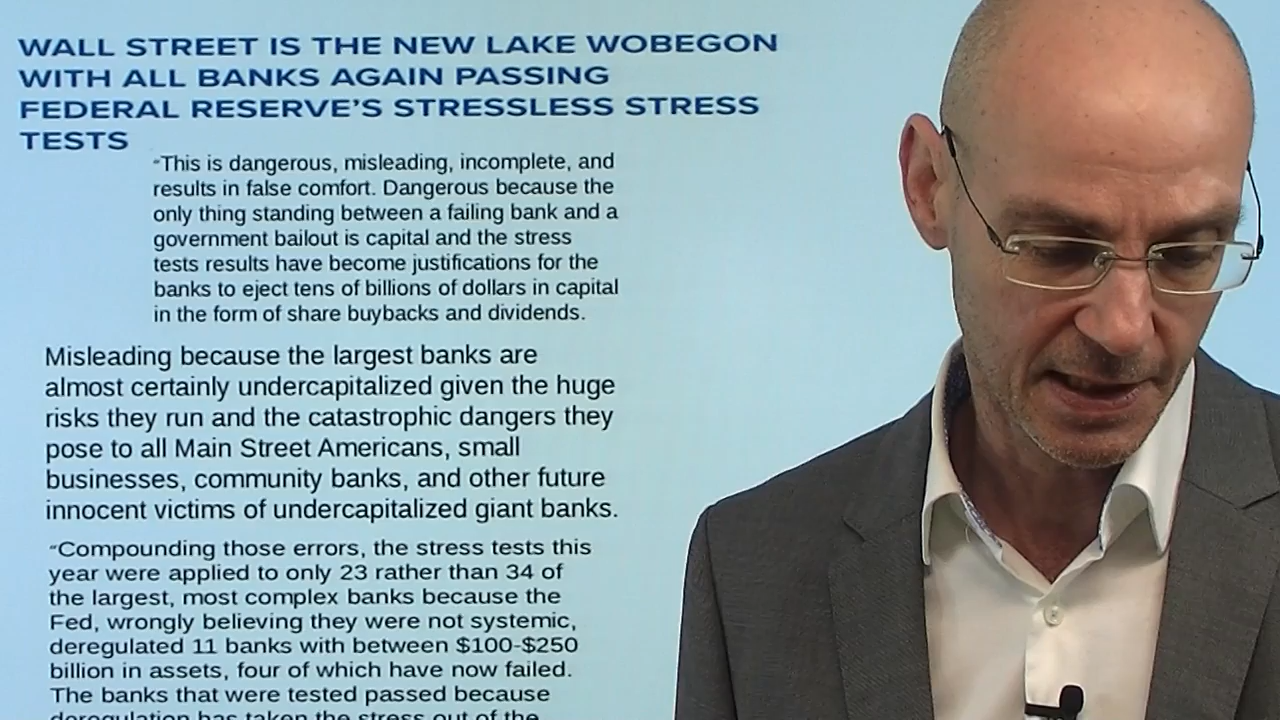 WALL STREET IS THE NEW LAKE WOBEGON
WITH ALL BANKS AGAIN PASSING
FEDERAL RESERVE’S STRESSLESS STRESS
TESTS
“This is dangerous, misleading, incomplete, and
results in false comfort. Dangerous because the
only thing standing between a failing bank and a
government bailout is capital and the stress
tests results have become justifications for the
banks to eject tens of billions of dollars in capital
in the form of share buybacks and dividends.
Misleading because the largest banks are
almost certainly undercapitalized given the huge
risks they run and the catastrophic dangers they
pose to all Main Street Americans, small
businesses, community banks, and other future
innocent victims of undercapitalized giant banks.
“Compounding those errors, the stress tests this
year were applied to only 23 rather than 34 of
the largest, most complex banks because the
Fed, wrongly believing they were not systemic,
deregulated 11 banks with between $100-$250
billion in assets, four of which have now failed.
The banks that were tested passed because
deregulation has taken the stress out of the